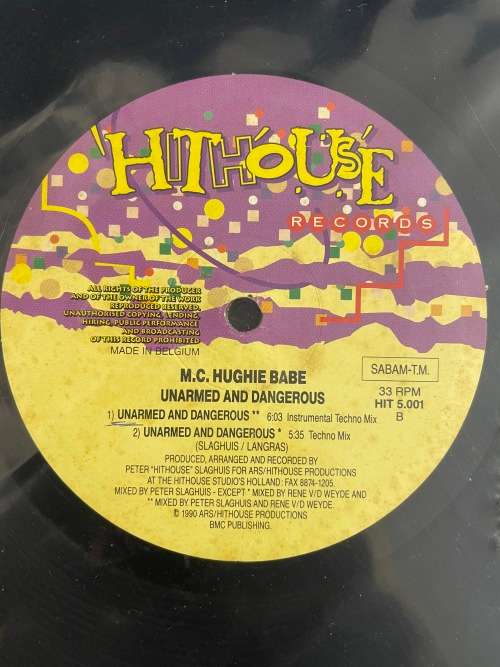 'HITHOUSE'
RECORDS
ALL RIGHTS OF THE PRODUCER
AND OF THE OWNER OF THE WORK
REPRODUCED RESERVED.
UNAUTHORISED COPYING, LENDING,
HIRING, PUBLIC PERFORMANCE
AND BROADCASTING
OF THIS RECORD PROHIBITED
MADE IN BELGIUM
SABAM-T.M.
33 RPM
HIT 5.001
B
M.C. HUGHIE BABE
UNARMED AND DANGEROUS
1) UNARMED AND DANGEROUS ** 6:03 Instrumental Techno Mix
2) UNARMED AND DANGEROUS * 5:35 Techno Mix
(SLAGHUIS / LANGRAS)
PRODUCED, ARRANGED AND RECORDED BY
PETER "HITHOUSE" SLAGHUIS FOR ARS/HITHOUSE PRODUCTIONS
AT THE HITHOUSE STUDIO'S HOLLAND: FAX 8874-1205.
MIXED BY PETER SLAGHUIS - EXCEPT * MIXED BY RENE V/D WEYDE AND
** MIXED BY PETER SLAGHUIS AND RENE V/D WEYDE.
© 1990 ARS/HITHOUSE PRODUCTIONS
BMC PUBLISHING.